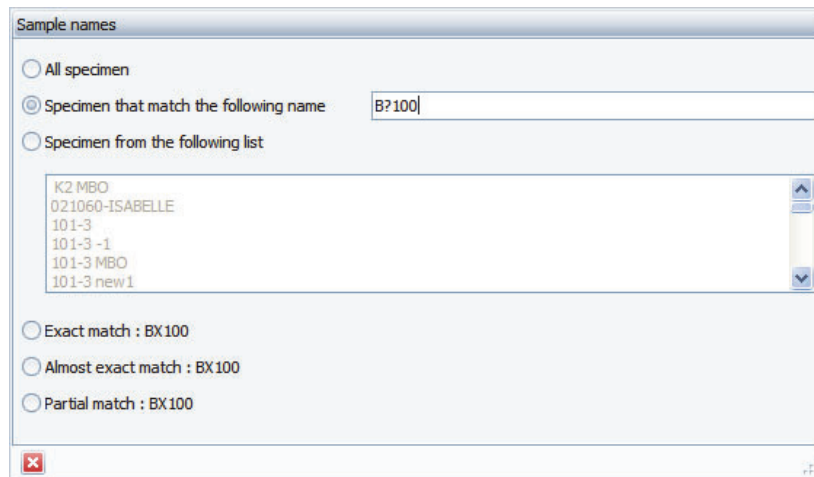 Sample names
All specimen
Specimen that match the following name B?100
Specimen from the following list
K2 MBO
021060-ISABELLE
101-3
101-3 -1
101-3 MBO
101-3 new1
Exact match : BX100
Almost exact match : BX100
Partial match : BX100